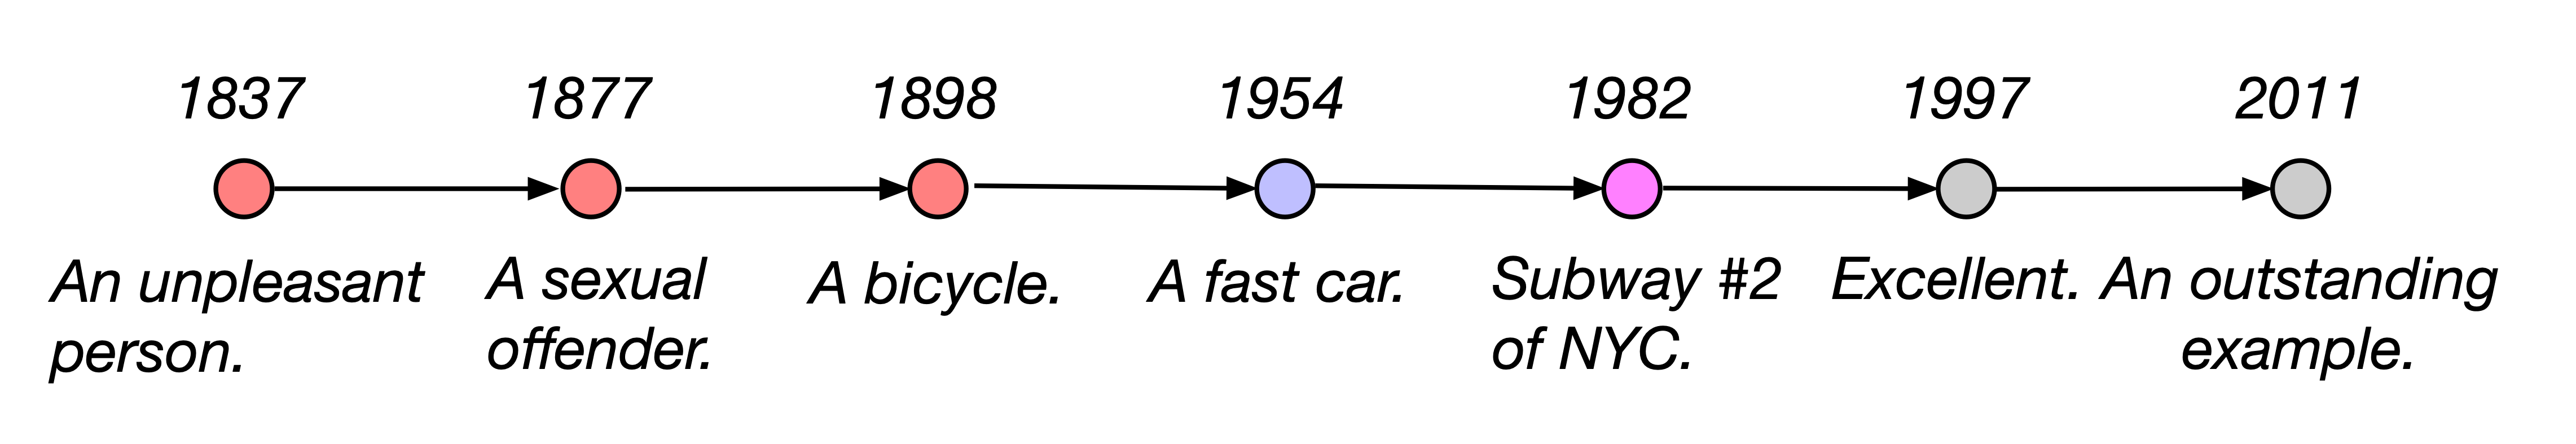 1837 1877 1898 1954 1982 1997 2011
An unpleasant
person.
A sexual
offender.
A bicycle.
A fast car.
Subway #2
of NYC.
Excellent.
An outstanding
example.